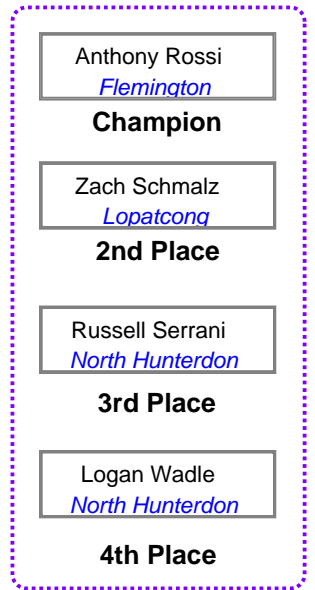 Anthony Rossi
Flemington
Champion
Zach Schmalz
Lopatcong
2nd Place
Russell Serrani
North Hunterdon
3rd Place
Logan Wadle
North Hunterdon
4th Place